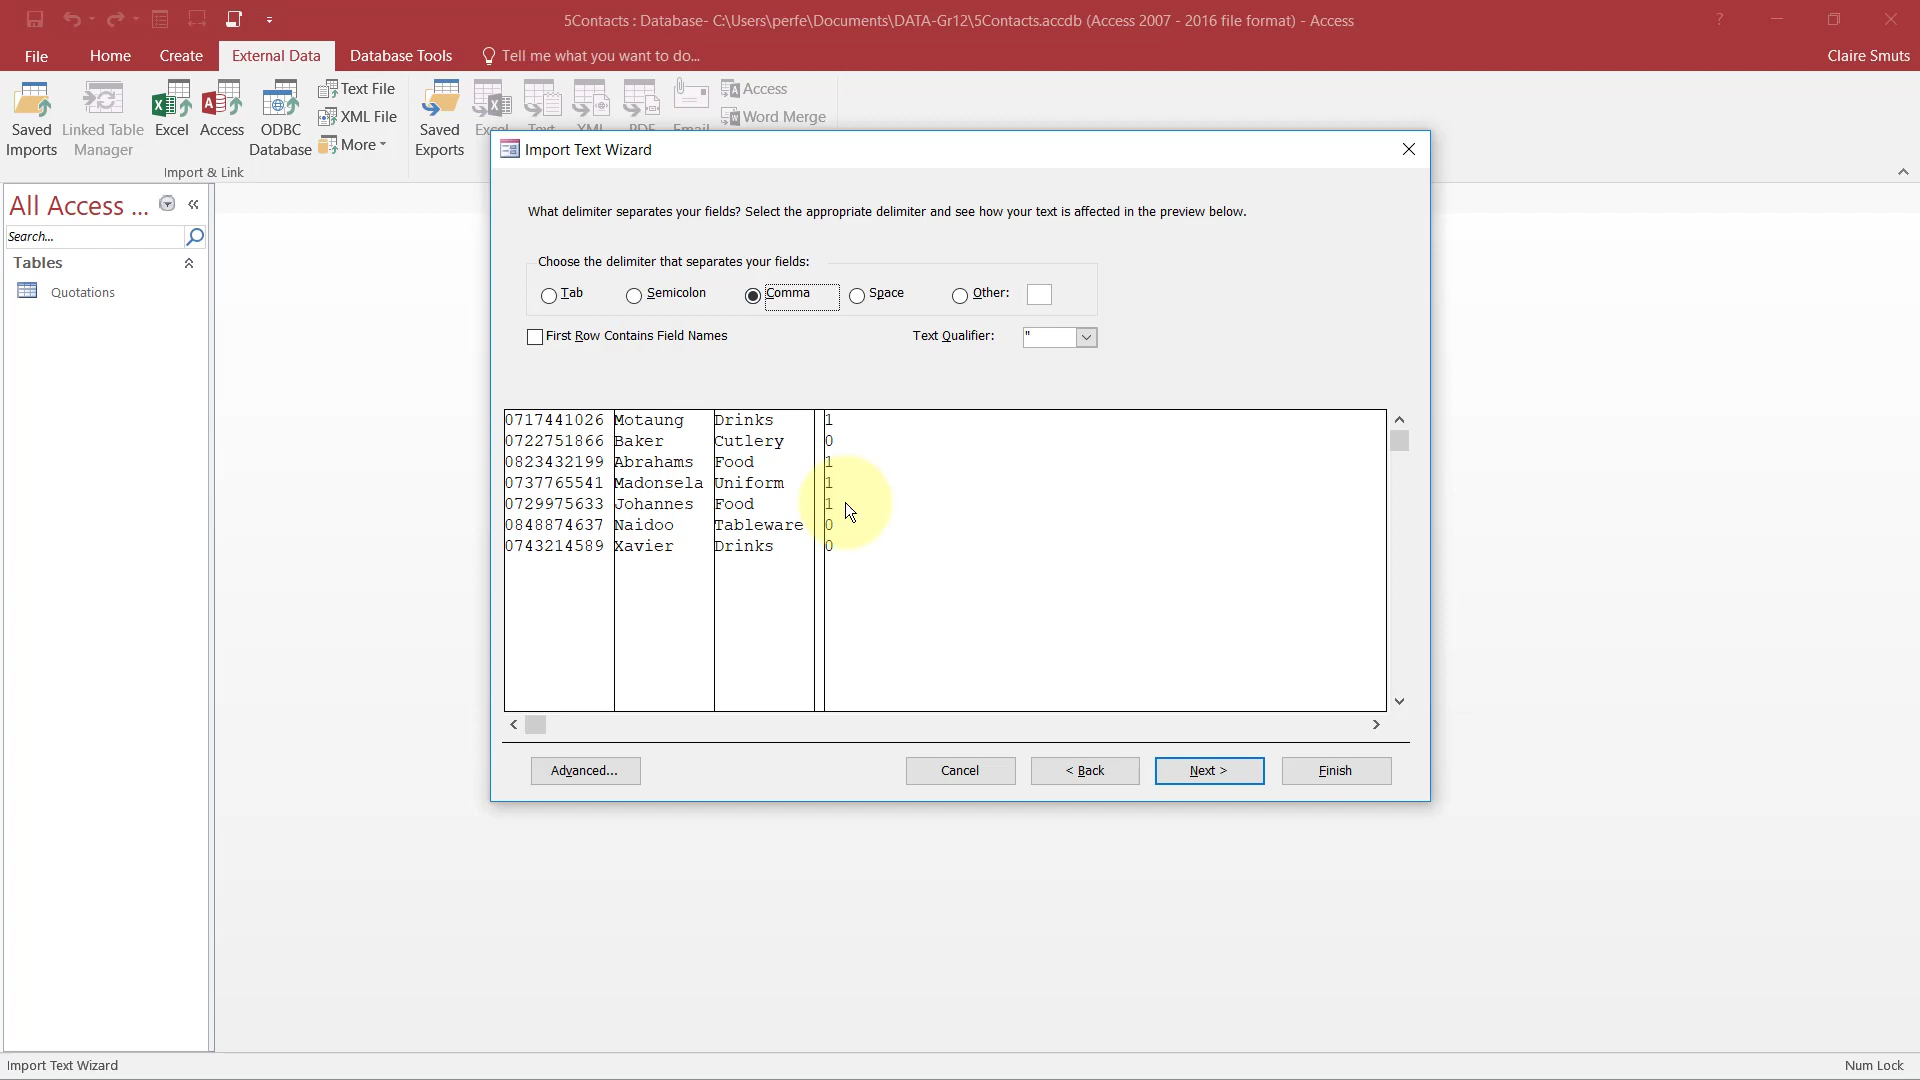 5Contacts : Database- C:\Users\perfe\Documents\DATA-Gr12\5Contacts.accdb (Access 2007 - 2016 file format) - Access
?
File Home Create External Data Database Tools Tell me what you want to do... Claire Smuts
Saved Imports
Linked Table Manager
Excel
Access
ODBC Database
Text File
XML File
More
Import & Link
Saved Exports
Excel
Text
XML
PDF
Email
Access
Word Merge
All Access ...
Search...
Tables
Quotations
Import Text Wizard
What delimiter separates your fields? Select the appropriate delimiter and see how your text is affected in the preview below.
Choose the delimiter that separates your fields:
Tab Semicolon Comma Space Other:
First Row Contains Field Names Text Qualifier: "
0717441026 Motaung Drinks 1
0722751866 Baker Cutlery 0
0823432199 Abrahams Food 1
0737765541 Madonsela Uniform 1
0729975633 Johannes Food 1
0848874637 Naidoo Tableware 0
0743214589 Xavier Drinks 0
Advanced... Cancel < Back Next > Finish
Import Text Wizard Num Lock